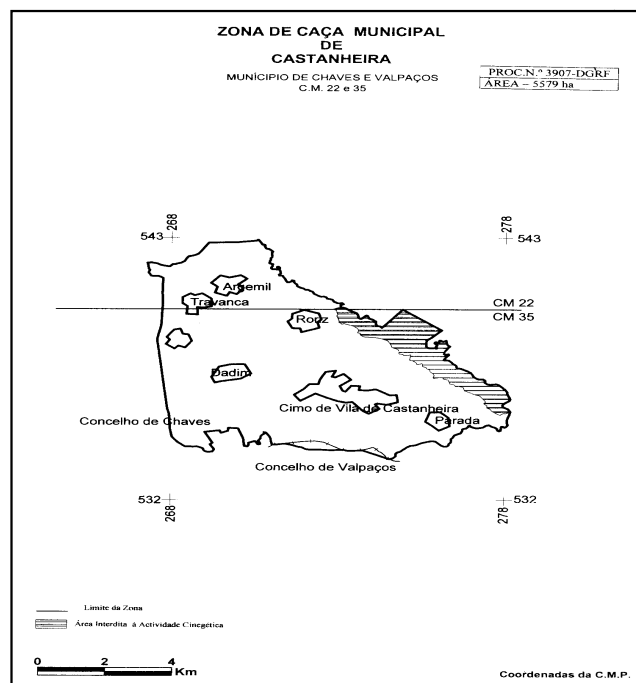 ZONA DE CAÇA MUNICIPAL
DE
CASTANHEIRA
MUNÍCIPIO DE CHAVES E VALPAÇOS
C.M. 22 e 35
PROC.N.º 3907-DGRF
ÁREA – 5579 ha
268
278
543
543
Argemil
Travanca
CM 22
CM 35
Roriz
Dadim
Cimo de Vila de Castanheira
Concelho de Chaves
Parada
Concelho de Valpaços
532
532
268
278
Limite da Zona
Área Interdita à Actividade Cinegética
0 2 4
Km
Coordenadas da C.M.P.